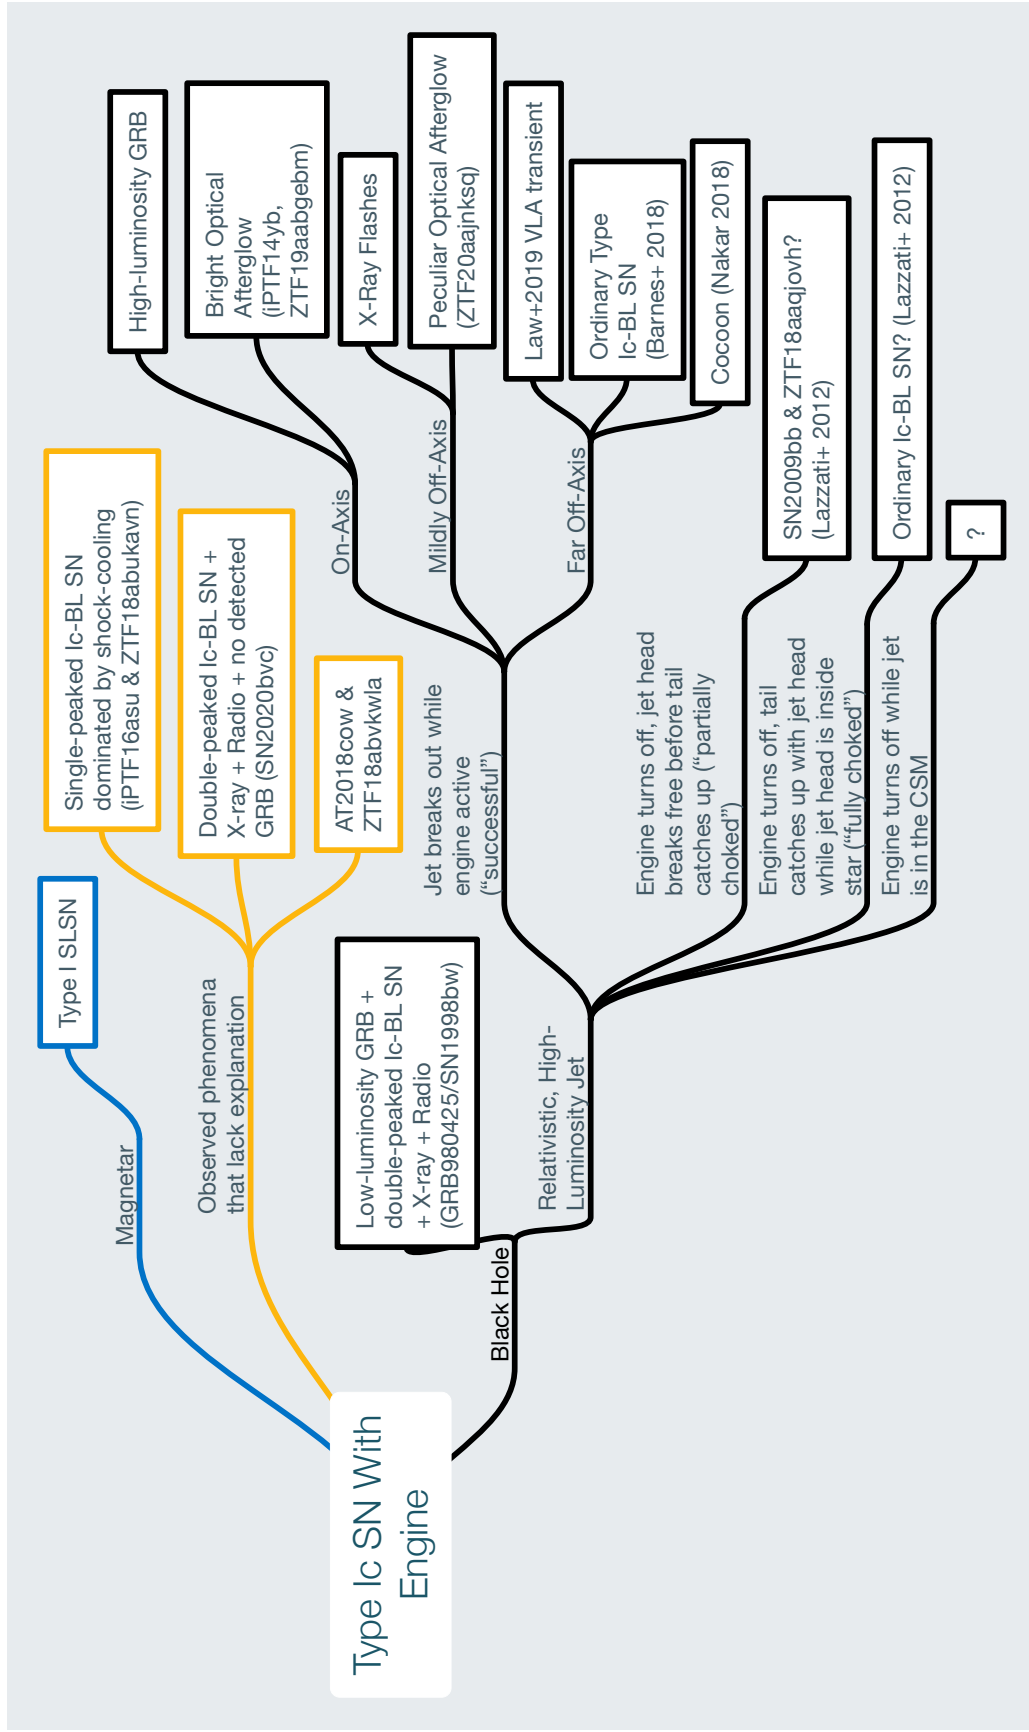 Type Ic SN With
Engine
Magnetar
Type I SLSN
Observed phenomena
that lack explanation
Single-peaked Ic-BL SN
dominated by shock-cooling
(iPTF16asu & ZTF18abukavn)
Double-peaked Ic-BL SN +
X-ray + Radio + no detected
GRB (SN2020bvc)
AT2018cow &
ZTF18abvkwla
Black Hole
Low-luminosity GRB +
double-peaked Ic-BL SN
+ X-ray + Radio
(GRB980425/SN1998bw)
Relativistic, High-
Luminosity Jet
Jet breaks out while
engine active
(“successful”)
On-Axis
High-luminosity GRB
Bright Optical
Afterglow
(iPTF14yb,
ZTF19aabgebm)
Mildly Off-Axis
X-Ray Flashes
Peculiar Optical Afterglow
(ZTF20aajnksq)
Far Off-Axis
Law+2019 VLA transient
Ordinary Type
Ic-BL SN
(Barnes+ 2018)
Cocoon (Nakar 2018)
Engine turns off, jet head
breaks free before tail
catches up (“partially
choked”)
SN2009bb & ZTF18aaqjovh?
(Lazzati+ 2012)
Engine turns off, tail
catches up with jet head
while jet head is inside
star (“fully choked”)
Ordinary Ic-BL SN? (Lazzati+ 2012)
Engine turns off while jet
is in the CSM
?